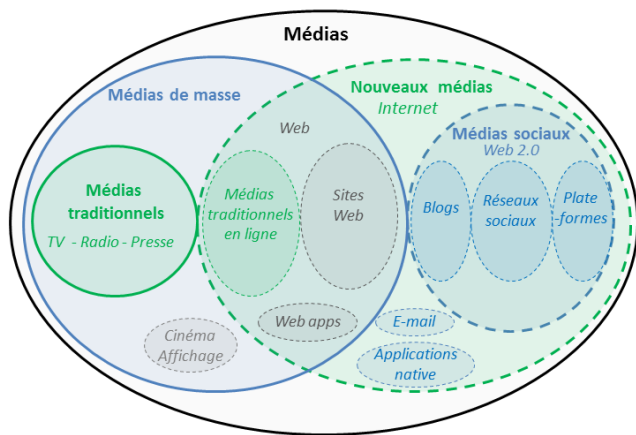 Médias
Médias de masse
Nouveaux médias
Internet
Web
Médias sociaux
Web 2.0
Médias
traditionnels
TV - Radio - Presse
Médias
traditionnels
en ligne
Sites
Web
Blogs
Réseaux
sociaux
Plate
-formes
Web apps
E-mail
Cinéma
Affichage
Applications
native